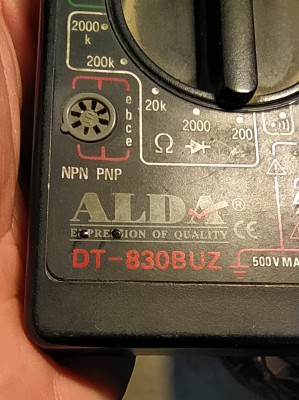 2000
k
200k
20k
2000
200
Ω
e
b
c
e
NPN PNP
ALDA®
EXPRESSION OF QUALITY CE
DT-830BUZ
500V MA